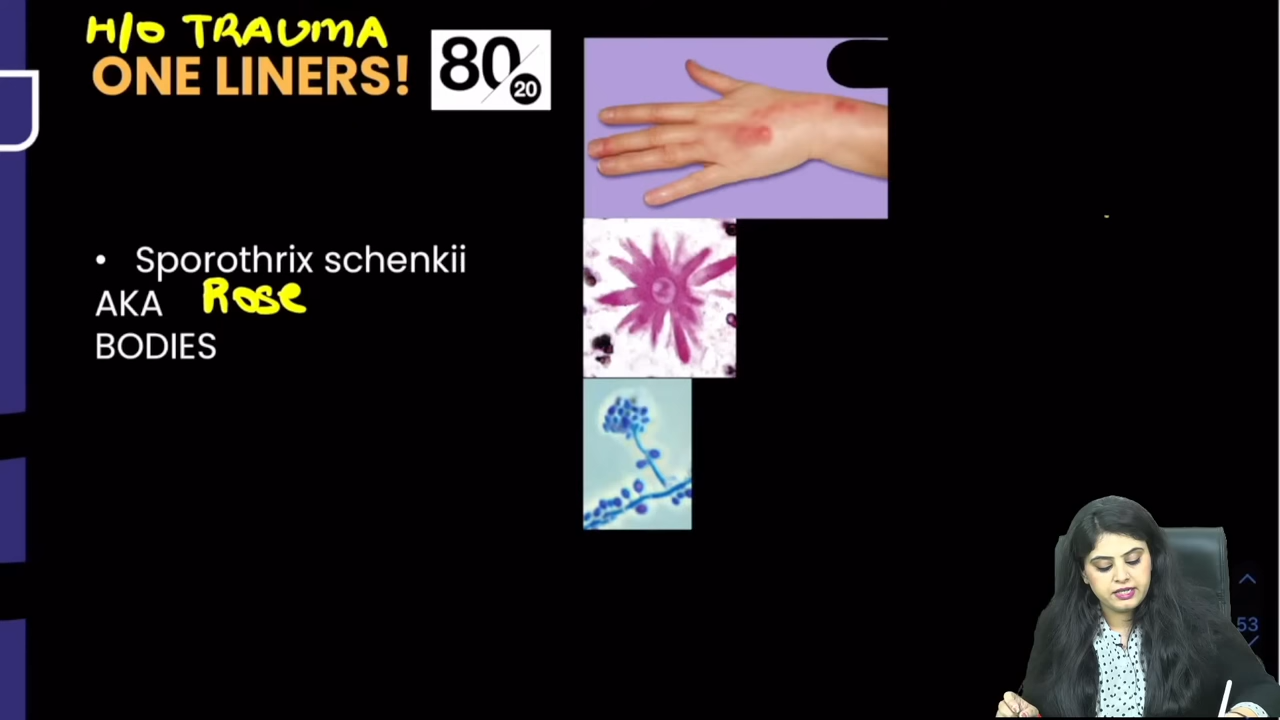 H/O TRAUMA
ONE LINERS!
80
20
• Sporothrix schenkii
AKA Rose
BODIES
53